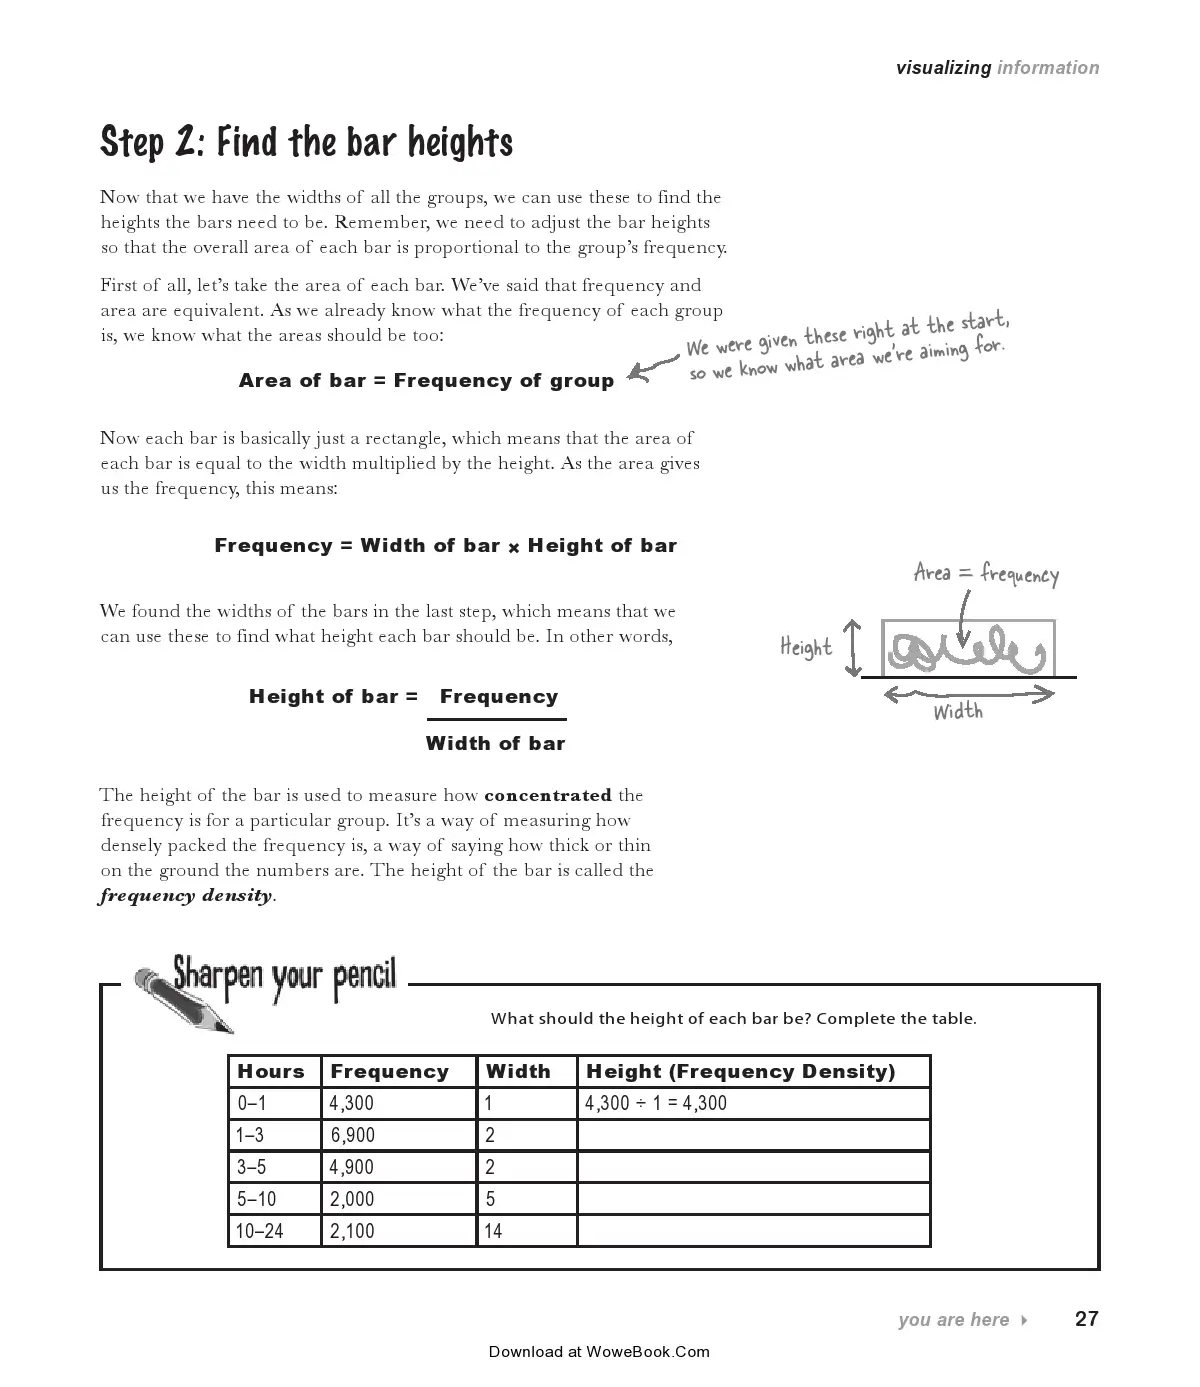 visualizing information
Step 2: Find the bar heights
Now that we have the widths of all the groups, we can use these to find the
heights the bars need to be. Remember, we need to adjust the bar heights
so that the overall area of each bar is proportional to the group's frequency.
First of all, let's take the area of each bar. We've said that frequency and
area are equivalent. As we already know what the frequency of each group
is, we know what the areas should be too:
We were given these right at the start,
so we know what area we're aiming for.
Area of bar = Frequency of group
Now each bar is basically just a rectangle, which means that the area of
each bar is equal to the width multiplied by the height. As the area gives
us the frequency, this means:
Frequency = Width of bar × Height of bar
Area = frequency
We found the widths of the bars in the last step, which means that we
can use these to find what height each bar should be. In other words,
Height
Width
Height of bar = Frequency
Width of bar
The height of the bar is used to measure how concentrated the
frequency is for a particular group. It's a way of measuring how
densely packed the frequency is, a way of saying how thick or thin
on the ground the numbers are. The height of the bar is called the
frequency density.
Sharpen your pencil
What should the height of each bar be? Complete the table.
Hours Frequency Width Height (Frequency Density)
0–1 4,300 1 4,300 ÷ 1 = 4,300
1–3 6,900 2
3–5 4,900 2
5–10 2,000 5
10–24 2,100 14
you are here 27
Download at WoweBook.Com